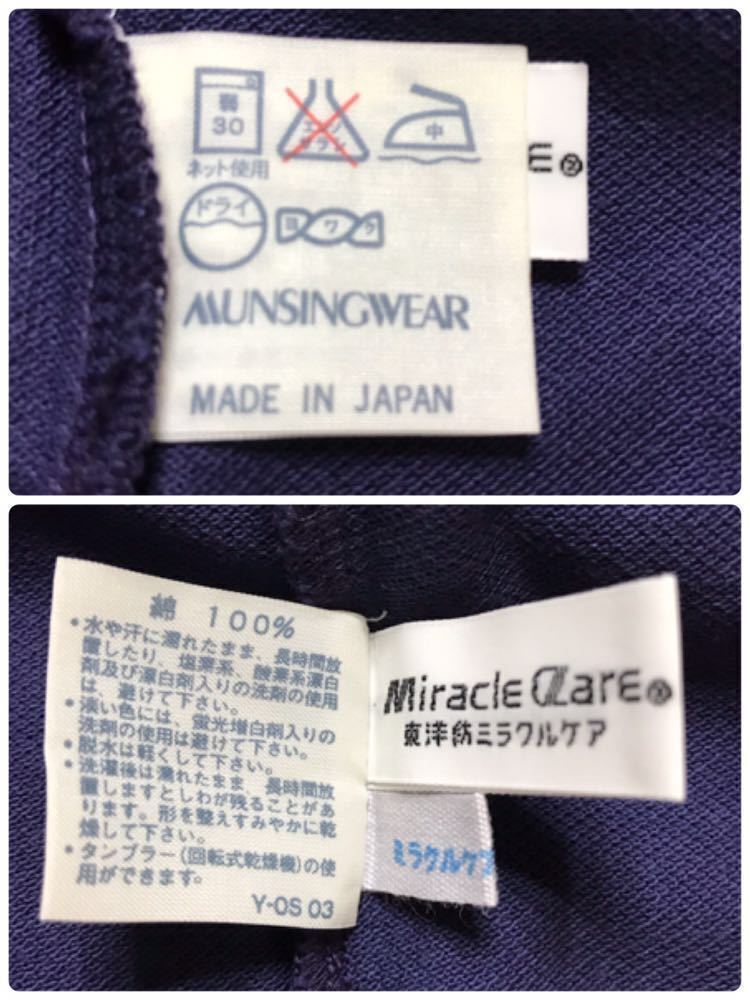 弱
30
ネット使用
エンソ
サラシ
中
ドライ
ヨワク
MUNSINGWEAR
MADE IN JAPAN
E®
綿 100%
•水や汗に濡れたまま、長時間放
置したり、塩素系、酸素系漂白
剤及び漂白剤入りの洗剤の使用
は、避けて下さい。
•淡い色には、蛍光増白剤入りの
洗剤の使用は避けて下さい。
•脱水は軽くして下さい。
•洗濯後は濡れたまま、長時間放
置しますとしわが残ることがあ
ります。形を整えすみやかに乾
燥して下さい。
•タンブラー(回転式乾燥機)の使
用ができます。
Y-OS 03
Miracle Care®
東洋紡ミラクルケア
ミラクルケア